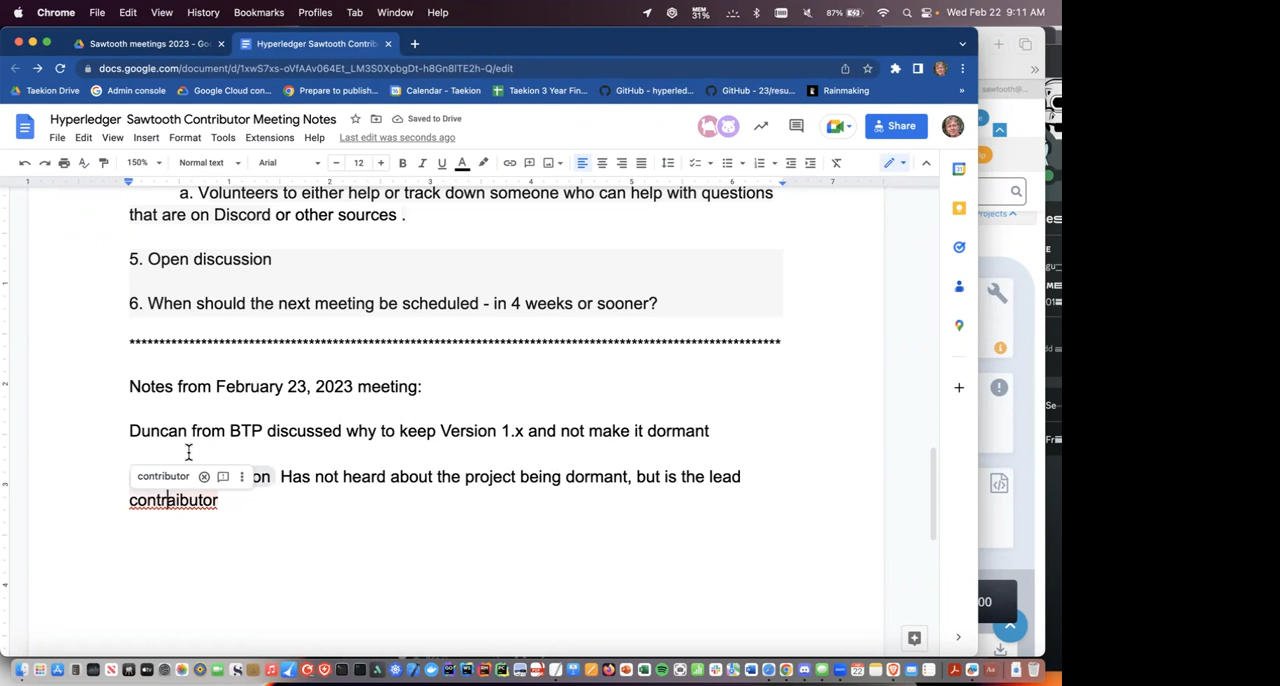 Chrome File Edit View History Bookmarks Profiles Tab Window Help MEM 31% 87% Wed Feb 22 9:11 AM
Sawtooth meetings 2023 - Go Hyperledger Sawtooth Contrib
docs.google.com/document/d/1xwS7xs-oVfAAv064Et_LM3S0XpbgDt-h8Gn8ITE2h-Q/edit
Taekion Drive Admin console Google Cloud con... Prepare to publish... Calendar - Taekion Taekion 3 Year Fin... GitHub - hyperled... GitHub - 23/resu... Rainmaking »
sawtooth@...
Hyperledger Sawtooth Contributor Meeting Notes Saved to Drive
File Edit View Insert Format Tools Extensions Help Last edit was seconds ago
Share
150% Normal text Arial 12
rojects
a. Volunteers to either help or track down someone who can help with questions
that are on Discord or other sources .
5. Open discussion
6. When should the next meeting be scheduled - in 4 weeks or sooner?
Notes from February 23, 2023 meeting:
Duncan from BTP discussed why to keep Version 1.x and not make it dormant
contributor
on Has not heard about the project being dormant, but is the lead
contraibutor
00